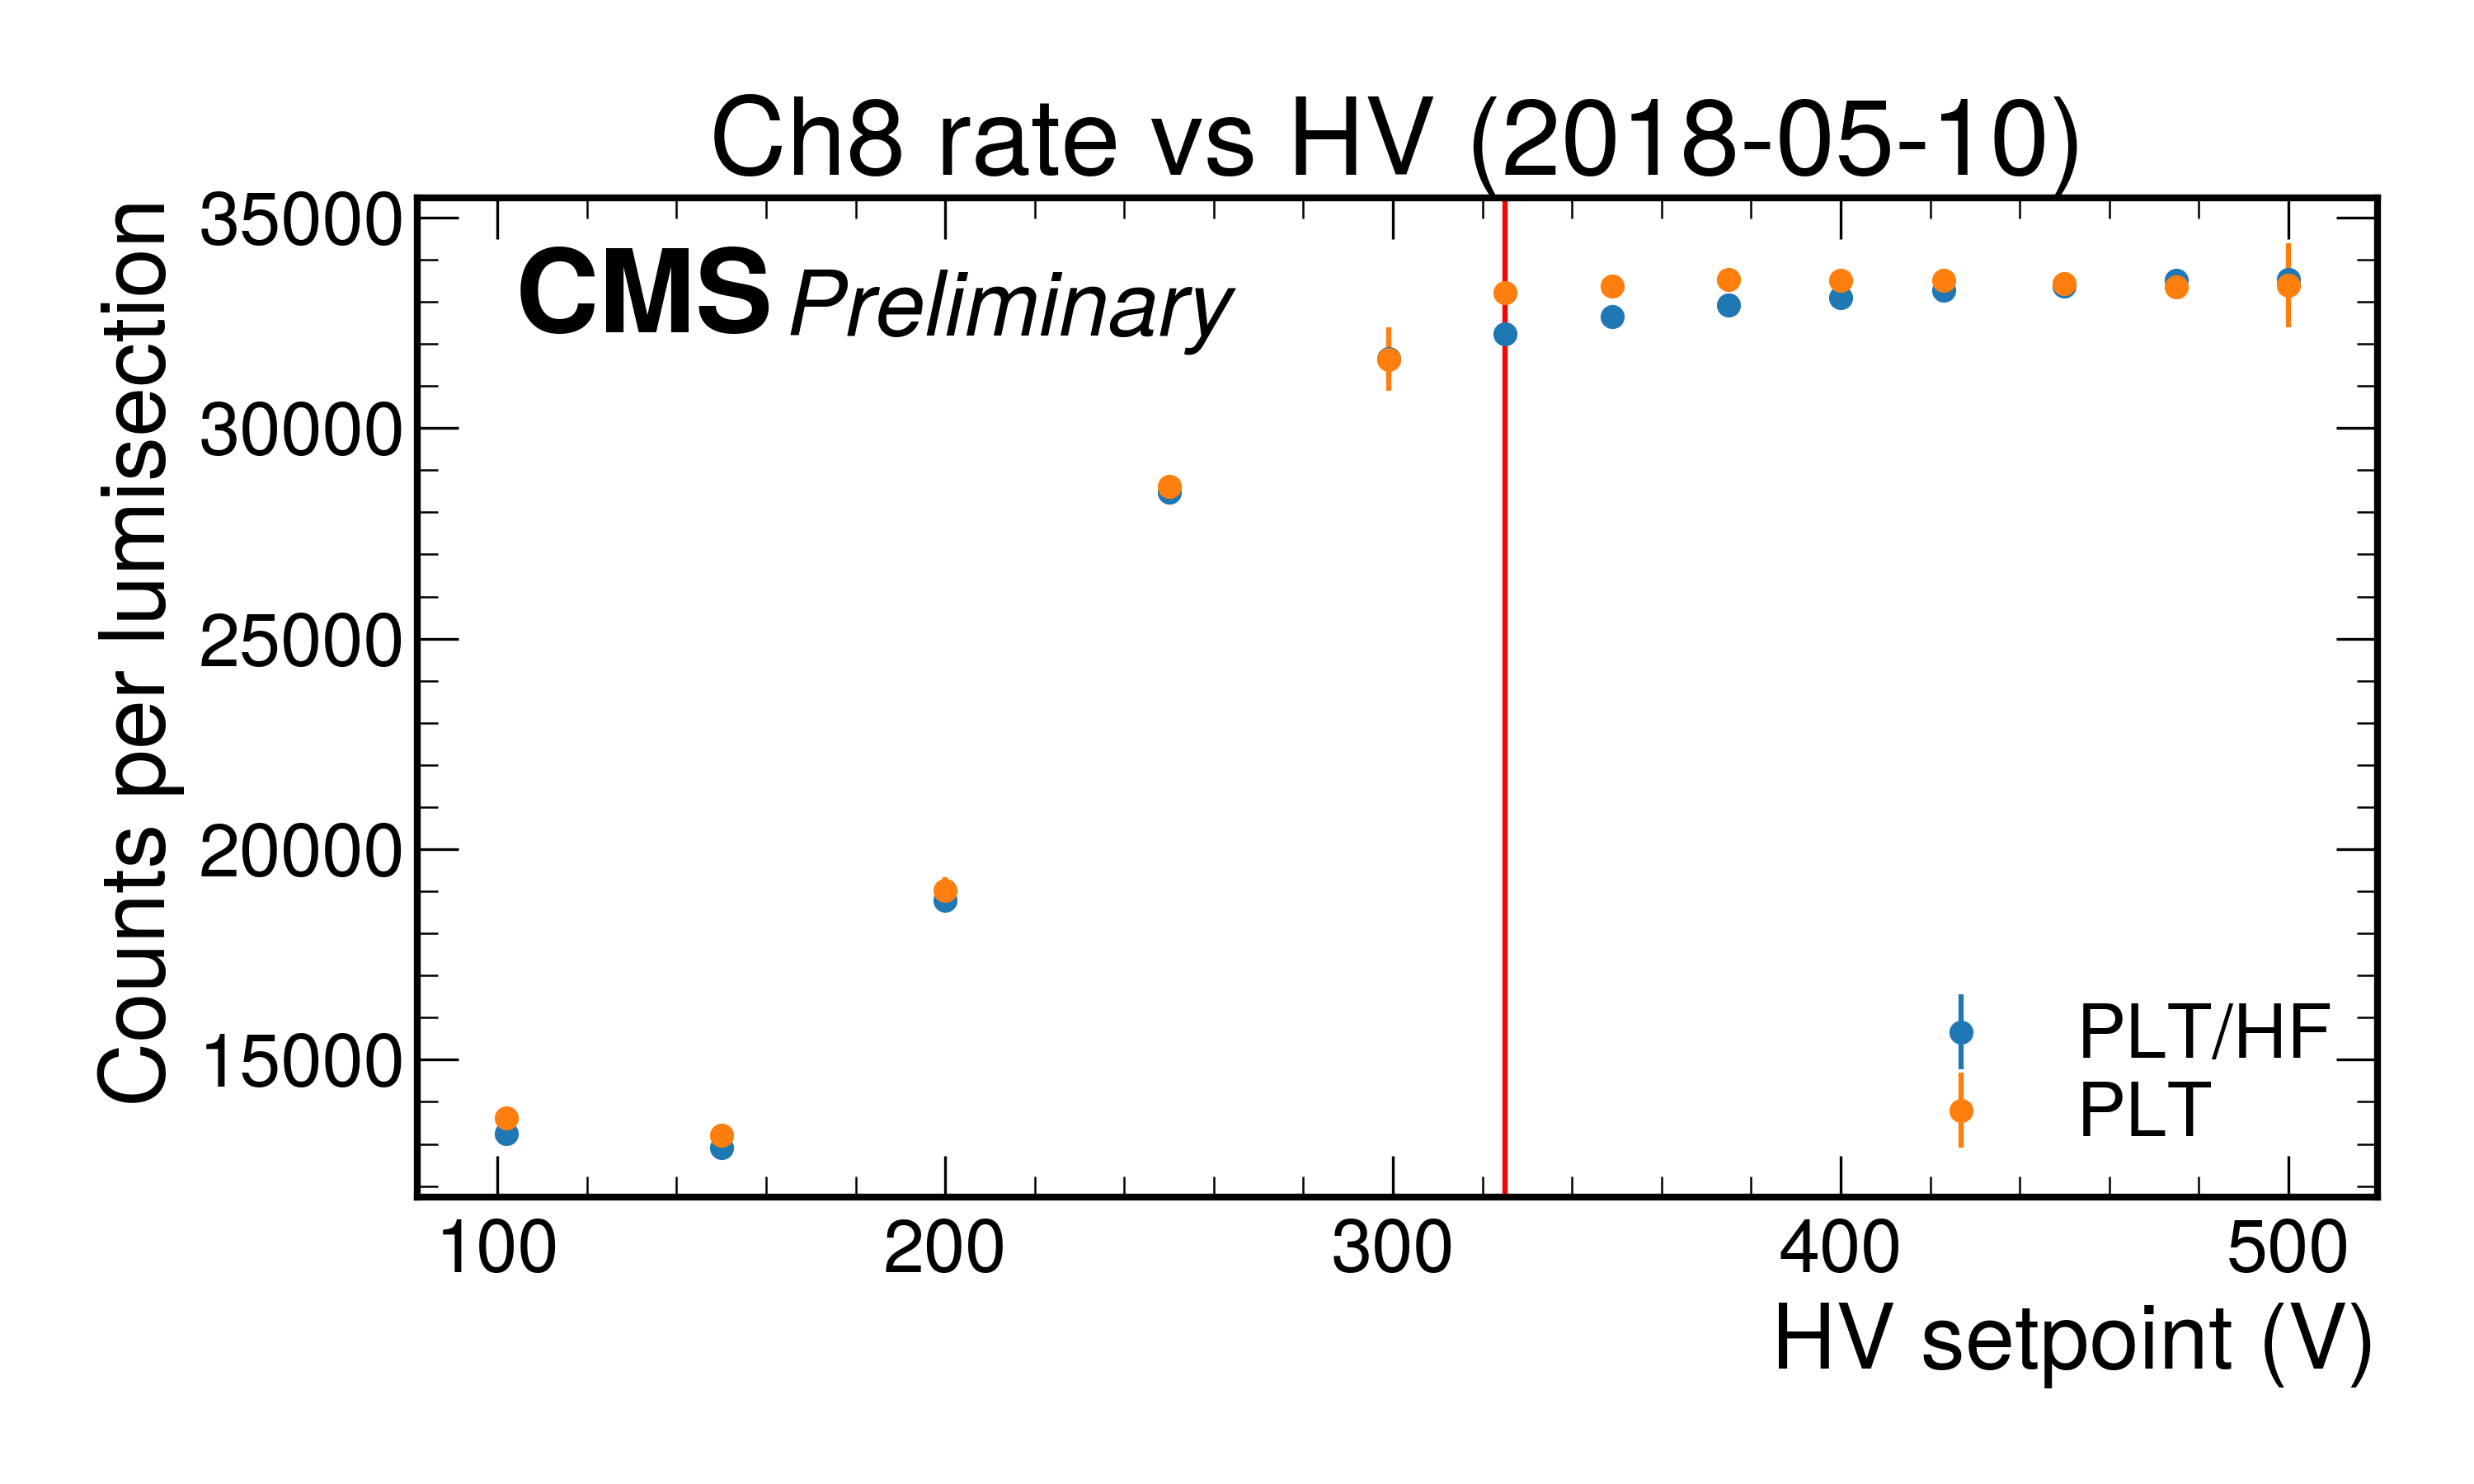 Ch8 rate vs HV (2018-05-10)
CMS Preliminary
Counts per lumisection
35000
30000
25000
20000
15000
PLT/HF
PLT
100 200 300 400 500
HV setpoint (V)